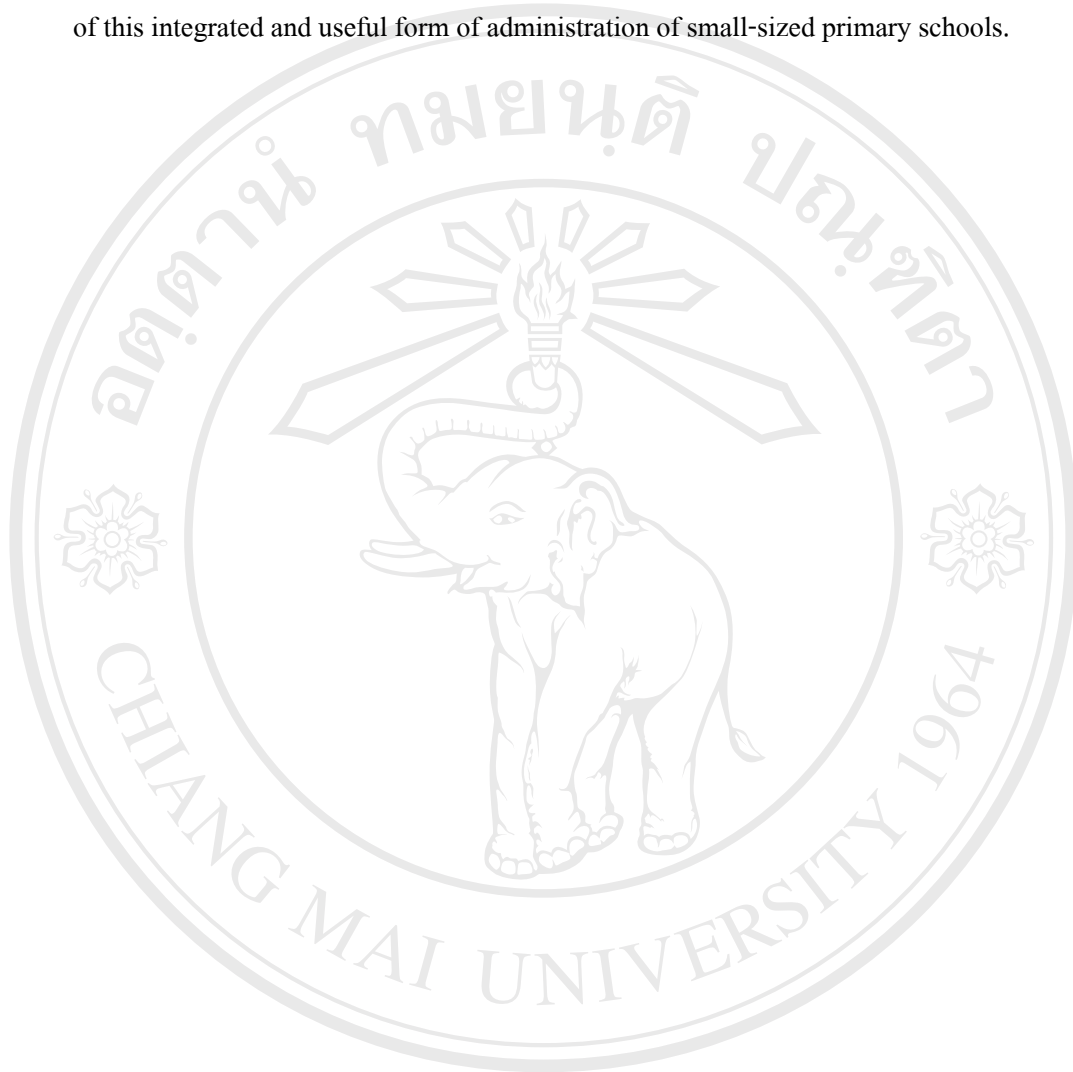 of this integrated and useful form of administration of small-sized primary schools.
อตฺตานํ ทมยนฺติ ปณฺฑิตา
CHIANG MAI UNIVERSITY 1964